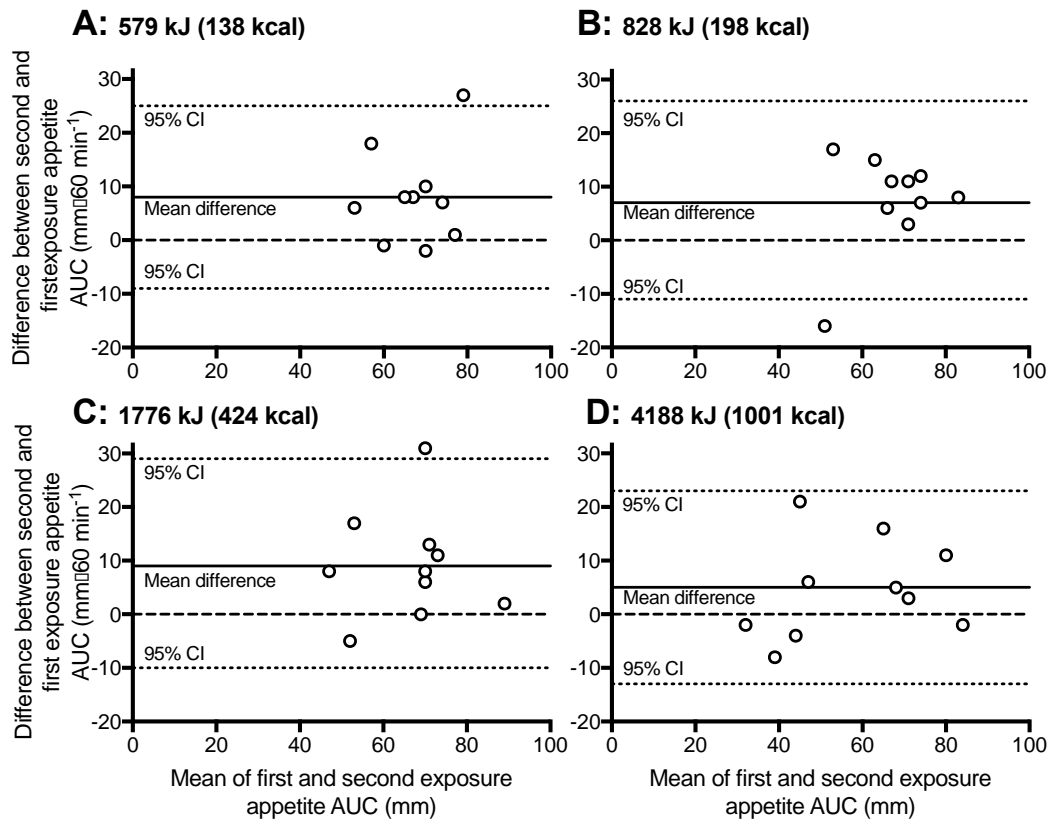 A: 579 kJ (138 kcal)
B: 828 kJ (198 kcal)
Difference between second and
firstexposure appetite
AUC (mm▯60 min-1)
30
20
10
0
-10
-20
95% CI
Mean difference
95% CI
0 20 40 60 80 100
30
20
10
0
-10
-20
95% CI
Mean difference
95% CI
0 20 40 60 80 100
C: 1776 kJ (424 kcal)
D: 4188 kJ (1001 kcal)
Difference between second and
first exposure appetite
AUC (mm▯60 min-1)
30
20
10
0
-10
-20
95% CI
Mean difference
95% CI
0 20 40 60 80 100
Mean of first and second exposure
appetite AUC (mm)
30
20
10
0
-10
-20
95% CI
Mean difference
95% CI
0 20 40 60 80 100
Mean of first and second exposure
appetite AUC (mm)